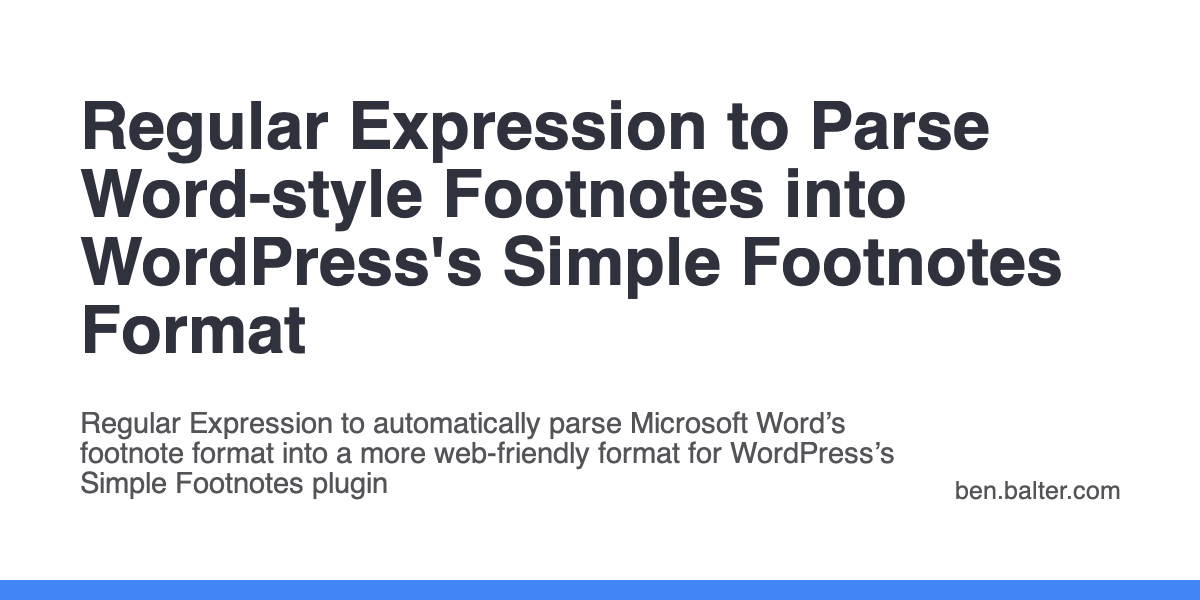 Regular Expression to Parse
Word-style Footnotes into
WordPress's Simple Footnotes
Format
Regular Expression to automatically parse Microsoft Word’s
footnote format into a more web-friendly format for WordPress’s
Simple Footnotes plugin
ben.balter.com